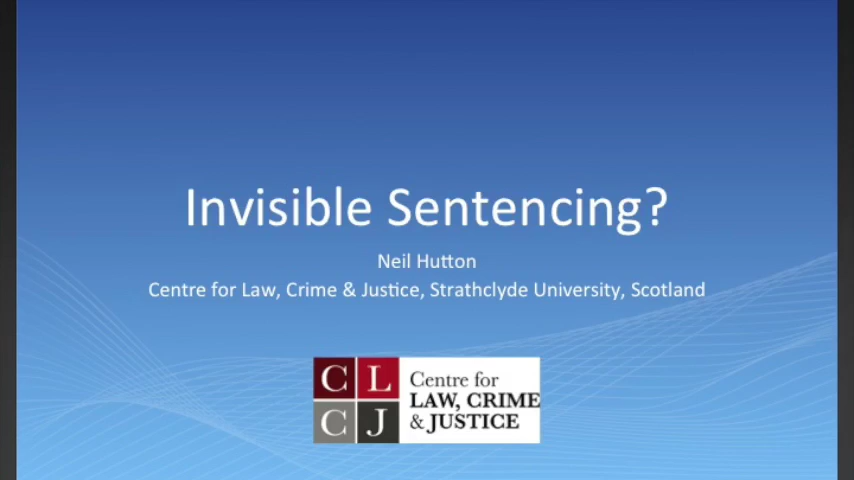 Invisible Sentencing?
Neil Hutton
Centre for Law, Crime & Justice, Strathclyde University, Scotland
C L
C J
Centre for
LAW, CRIME
& JUSTICE